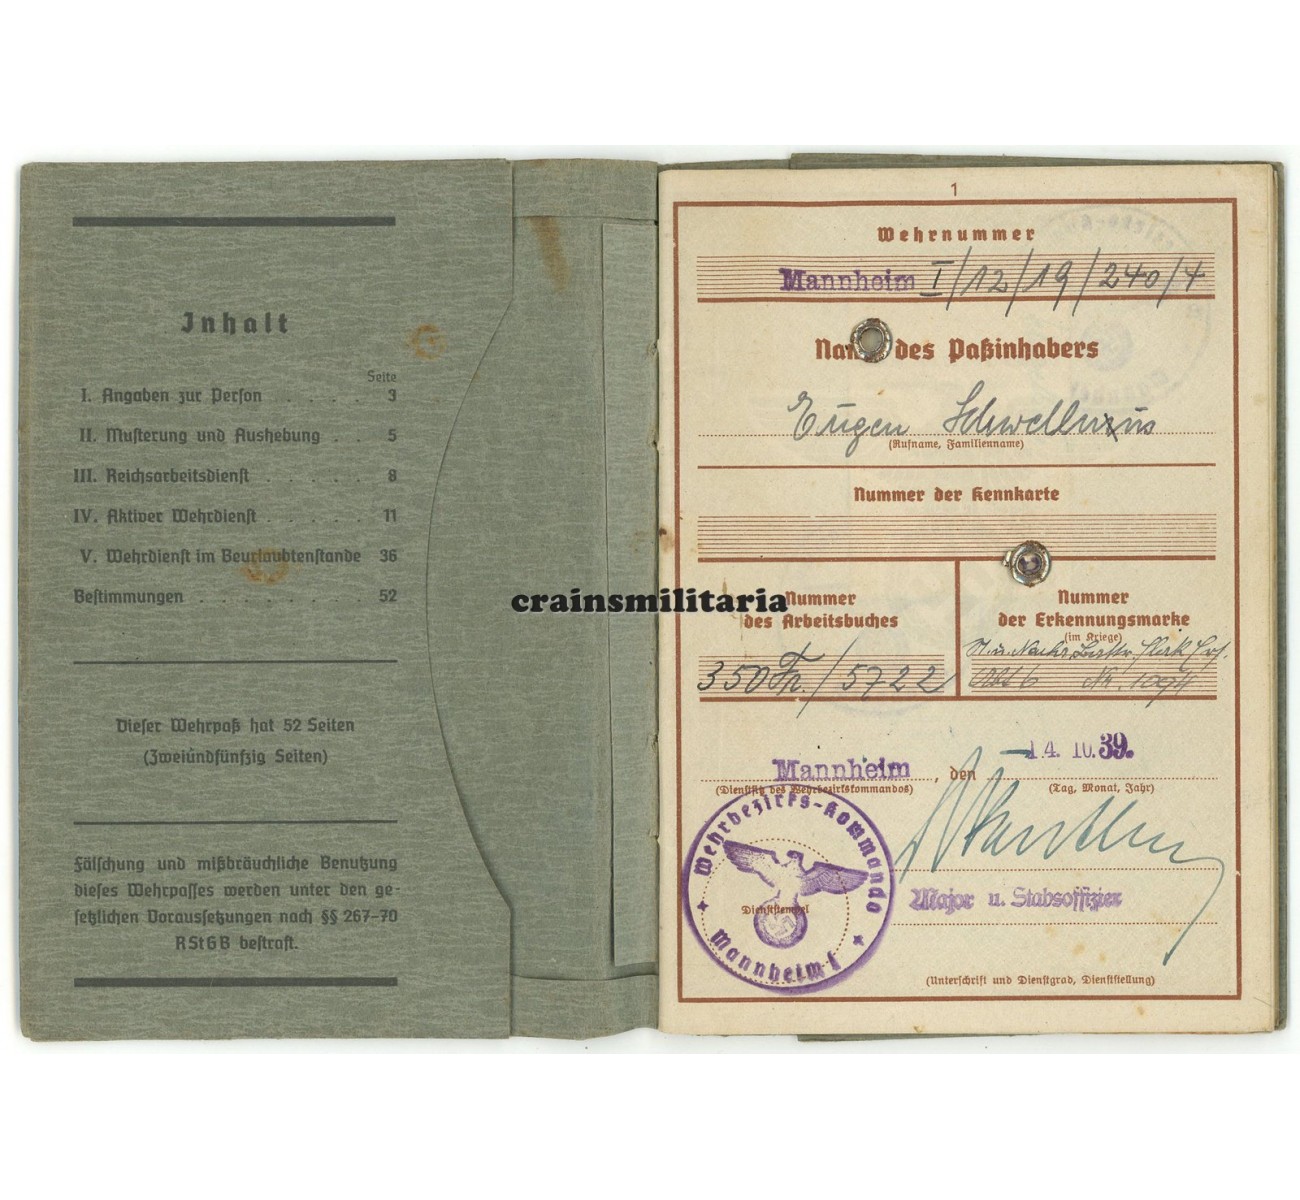 Inhalt
Seite
I. Angaben zur Person . . . . . 3
II. Musterung und Aushebung . . 5
III. Reichsarbeitsdienst . . . . . 8
IV. Aktiver Wehrdienst . . . . . 11
V. Wehrdienst im Beurlaubtenstande 36
Bestimmungen . . . . . . . . 52
Dieser Wehrpaß hat 52 Seiten
(Zweiundfünfzig Seiten)
Fälschung und mißbräuchliche Benutzung
dieses Wehrpasses werden unter den ge-
setzlichen Voraussetzungen nach §§ 267-70
RStGB bestraft.
crainsmilitaria
1
Wehrnummer
Mannheim I/12/19/240/4
Na des Paßinhabers
Eugen
(Rufname, Familienname)
Nummer der Kennkarte
Nummer
des Arbeitsbuches
350 /5722
Nummer
der Erkennungsmarke
(im Kriege)
Nr. 1094
Mannheim, den 14. 10. 39.
(Dienstsitz des Wehrbezirkskommandos) (Tag, Monat, Jahr)
Wehrbezirks-Kommando
Mannheim I
Dienststempel
Major u. Stabsoffizier
(Unterschrift und Dienstgrad, Dienststellung)